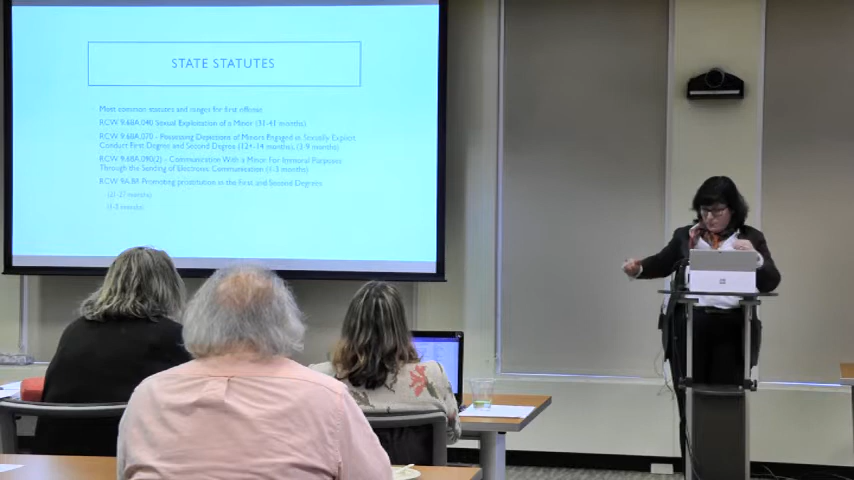 STATE STATUTES
Most common statutes and ranges for first offense
RCW 9.68A.040 Sexual Exploitation of a Minor (31-41 months)
RCW 9.68A.070 - Possessing Depictions of Minors Engaged in Sexually Explicit
Conduct First Degree and Second Degree (12+-14 months), (3-9 months)
RCW 9.68A.090(2) - Communication With a Minor For Immoral Purposes
Through the Sending of Electronic Communication (1-3 months)
RCW 9A.88 Promoting prostitution in the First and Second Degrees
(21-27 months)
(1-3 months)